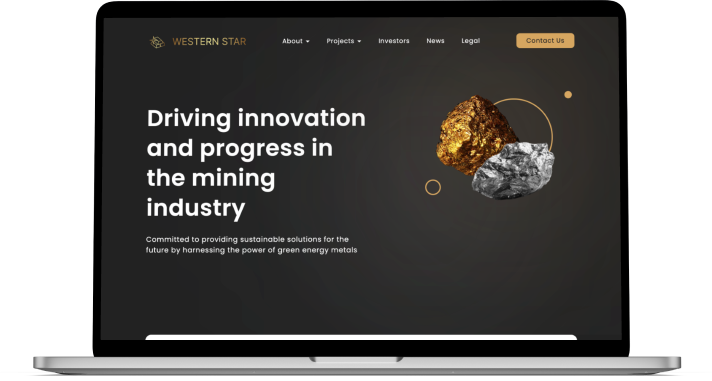 WESTERN STAR
About
Projects
Investors
News
Legal
Contact Us
Driving innovation
and progress in
the mining
industry
Committed to providing sustainable solutions for the
future by harnessing the power of green energy metals